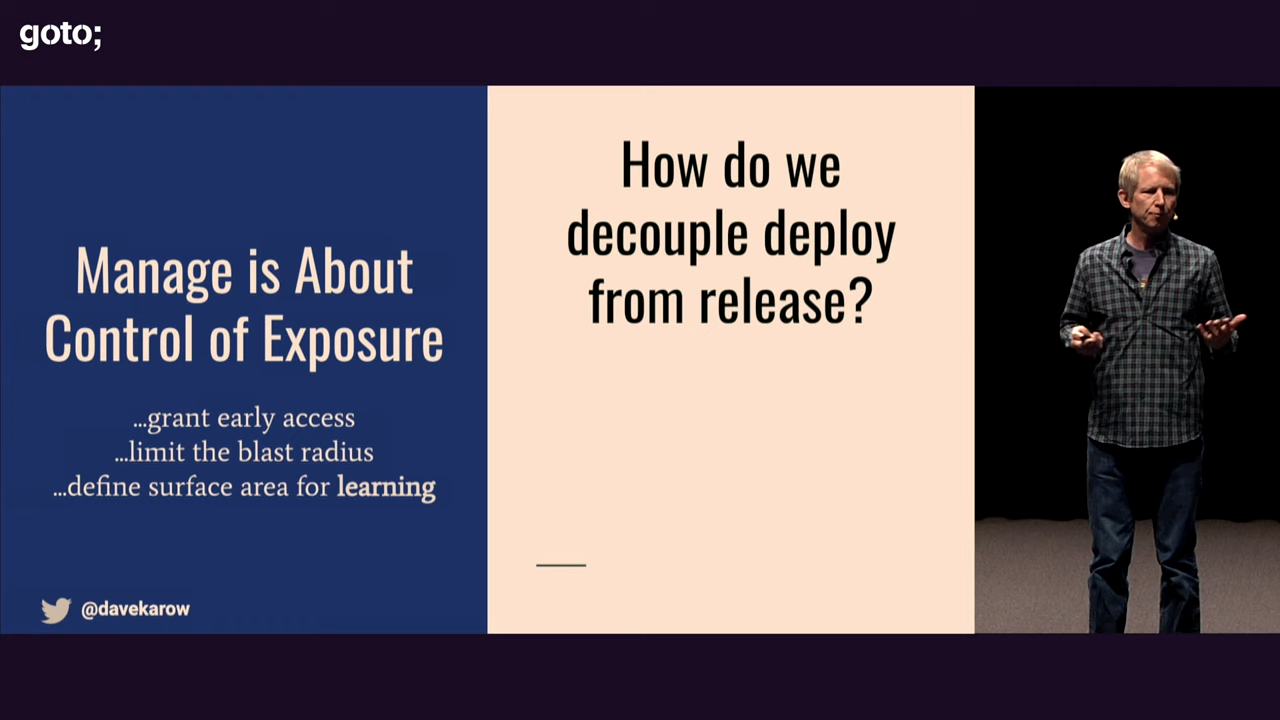 goto;
Manage is About
Control of Exposure
...grant early access
...limit the blast radius
...define surface area for learning
@davekarow
How do we
decouple deploy
from release?